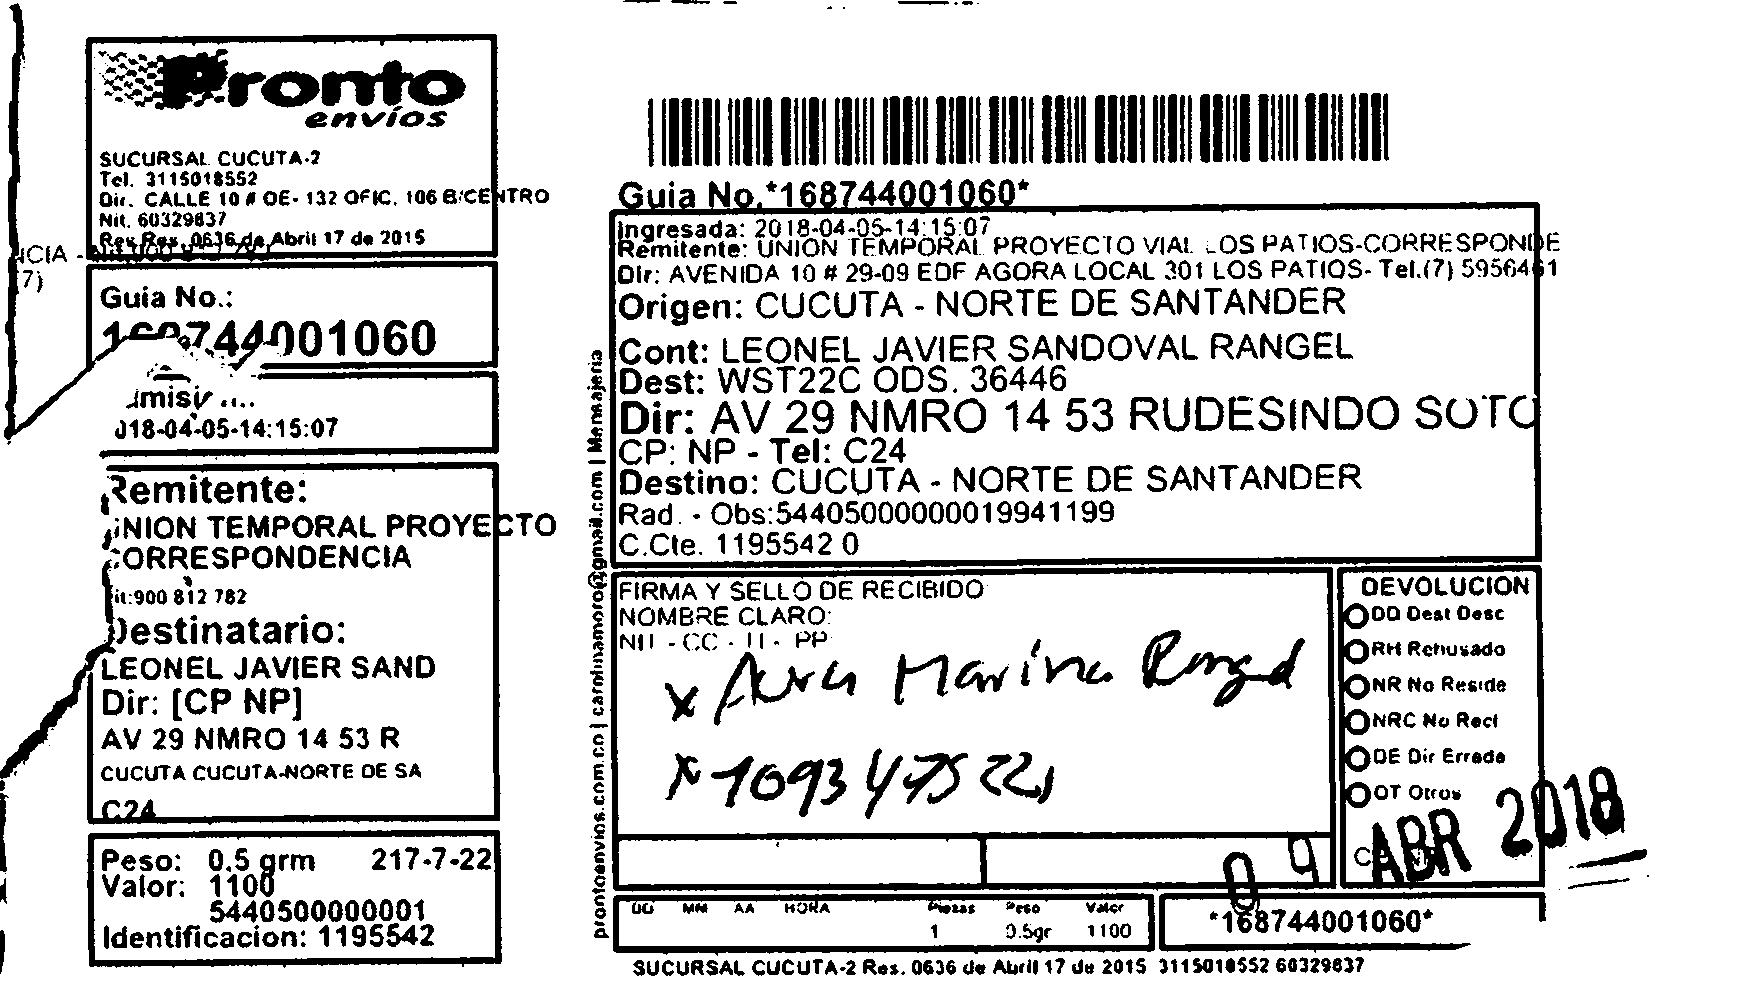 Pronto
envíos
SUCURSAL CUCUTA-2
Tel. 3115018552
Dir. CALLE 10 # OE- 132 OFIC. 106 B/CENTRO
Nit. 60329837
Res. 0636 de Abril 17 de 2015
NCIA -
7)
Guia No.:
168744001060
018-04-05-14:15:07
Remitente:
UNION TEMPORAL PROYECTO
CORRESPONDENCIA
it:900 812 782
Destinatario:
LEONEL JAVIER SAND
Dir: [CP NP]
AV 29 NMRO 14 53 R
CUCUTA CUCUTA-NORTE DE SA
C24
Peso: 0.5 grm 217-7-22
Valor: 1100
5440500000001
Identificacion: 1195542
prontoenvios.com.co | carolinamoro@gmail.com | Mensajeria
Guia No.*168744001060*
Ingresada: 2018-04-05-14:15:07
Remitente: UNION TEMPORAL PROYECTO VIAL LOS PATIOS-CORRESPONDE
Dir: AVENIDA 10 # 29-09 EDF AGORA LOCAL 301 LOS PATIOS- Tel.(7) 5956461
Origen: CUCUTA - NORTE DE SANTANDER
Cont: LEONEL JAVIER SANDOVAL RANGEL
Dest: WST22C ODS. 36446
Dir: AV 29 NMRO 14 53 RUDESINDO SOTO
CP: NP - Tel: C24
Destino: CUCUTA - NORTE DE SANTANDER
Rad. - Obs:54405000000019941199
C.Cte. 1195542 0
FIRMA Y SELLO DE RECIBIDO
NOMBRE CLARO:
NIT - CC - TI - PP
x Aura Marina Rangel
x 1093475221
DEVOLUCION
DD Dest Desc
RH Rehusado
NR No Reside
NRC No Recl
DE Dir Errada
OT Otros
09 ABR 2018
DD MM AA HORA Piezas Peso Valor
1 0.5gr 1100
*168744001060*
SUCURSAL CUCUTA-2 Res. 0636 de Abril 17 de 2015 3115018552 60329837